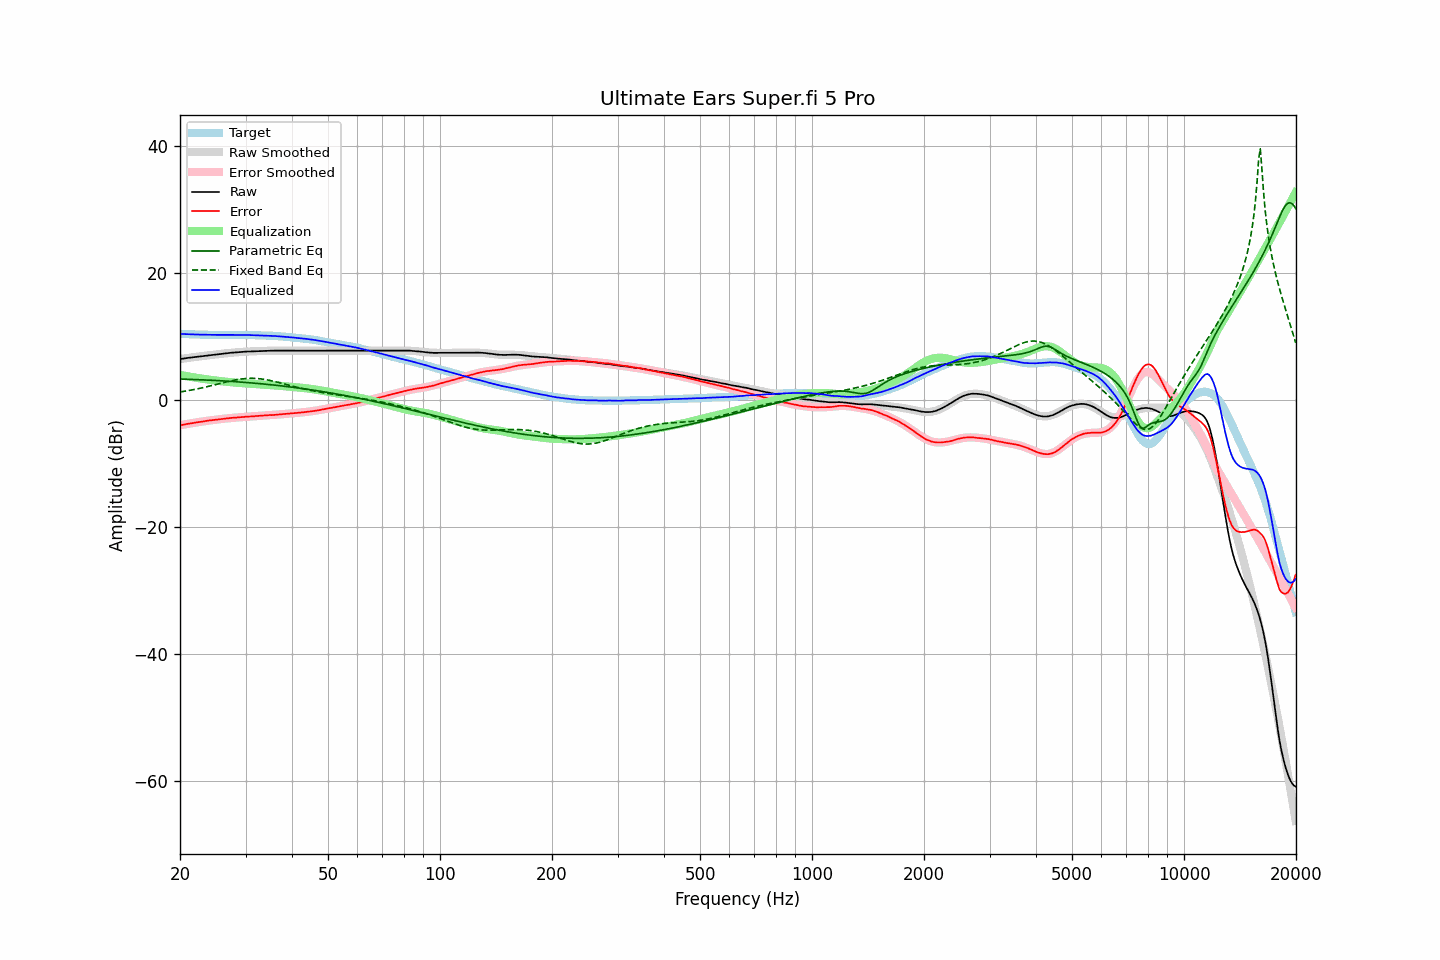 Ultimate Ears Super.fi 5 Pro
Target
Raw Smoothed
Error Smoothed
Raw
Error
Equalization
Parametric Eq
Fixed Band Eq
Equalized
40
20
0
−20
−40
−60
Amplitude (dBr)
20 50 100 200 500 1000 2000 5000 10000 20000
Frequency (Hz)